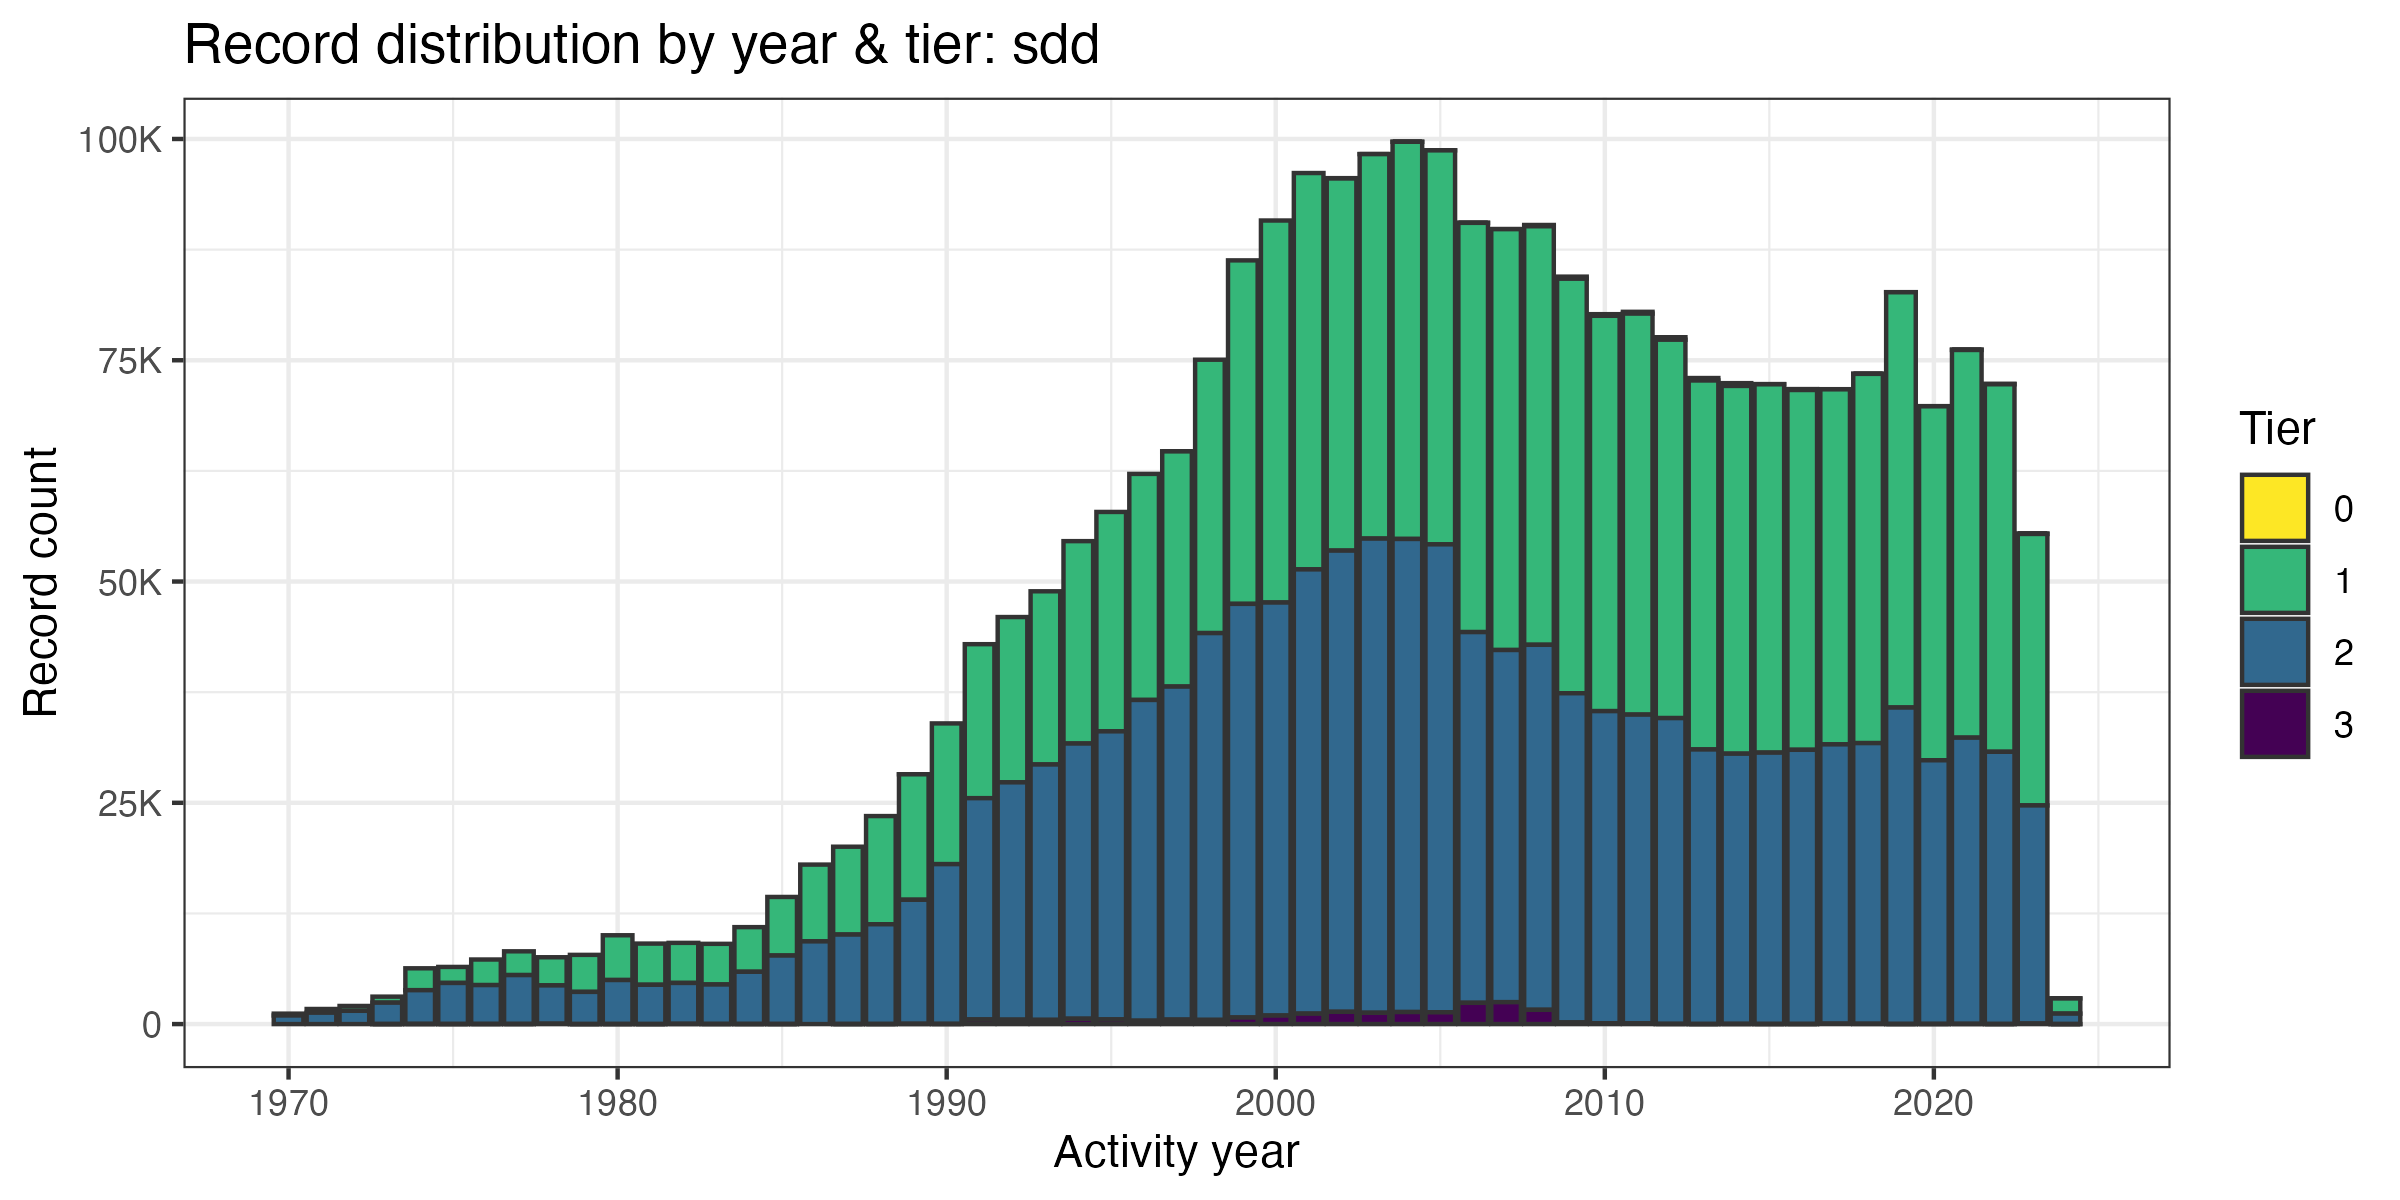 Record distribution by year & tier: sdd
Record count
100K
75K
50K
25K
0
1970
1980
1990
2000
2010
2020
Activity year
Tier
0
1
2
3